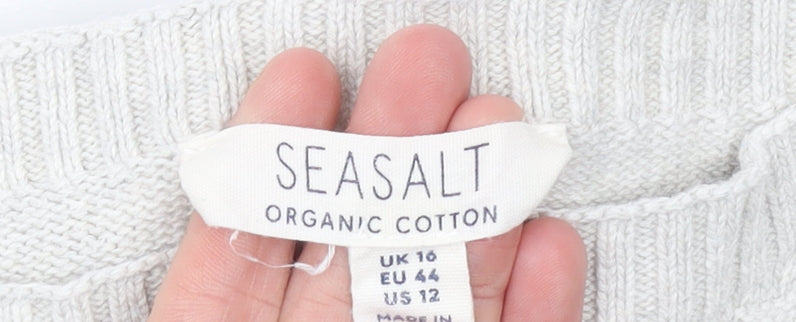 SEASALT
ORGANIC COTTON
UK 16
EU 44
US 12
MADE IN